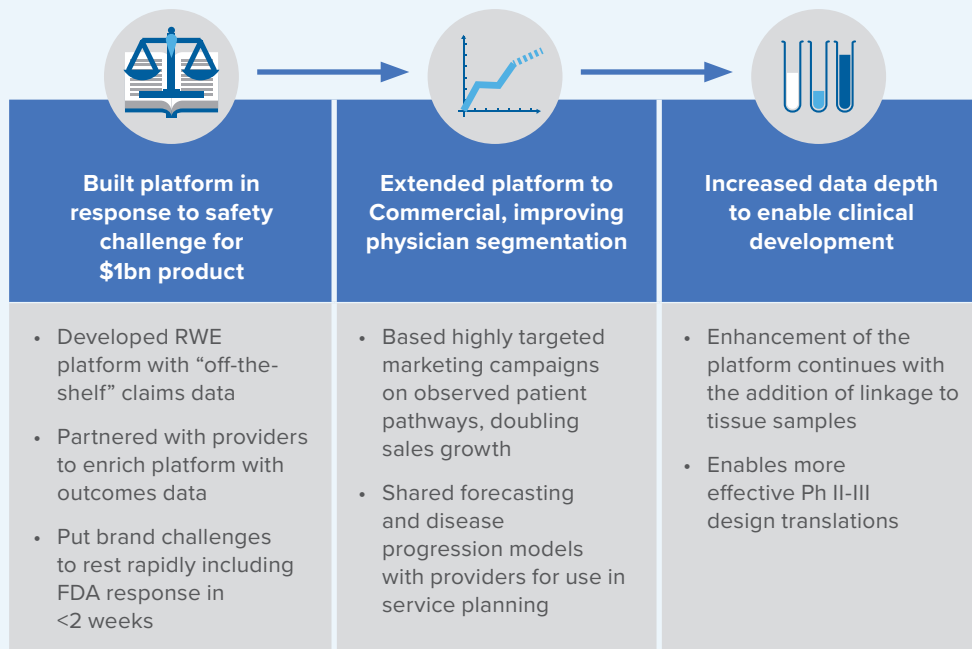 Built platform in
response to safety
challenge for
$1bn product
• Developed RWE
platform with “off-the-
shelf” claims data
• Partnered with providers
to enrich platform with
outcomes data
• Put brand challenges
to rest rapidly including
FDA response in
<2 weeks
Extended platform to
Commercial, improving
physician segmentation
• Based highly targeted
marketing campaigns
on observed patient
pathways, doubling
sales growth
• Shared forecasting
and disease
progression models
with providers for use in
service planning
Increased data depth
to enable clinical
development
• Enhancement of the
platform continues with
the addition of linkage to
tissue samples
• Enables more
effective Ph II-III
design translations